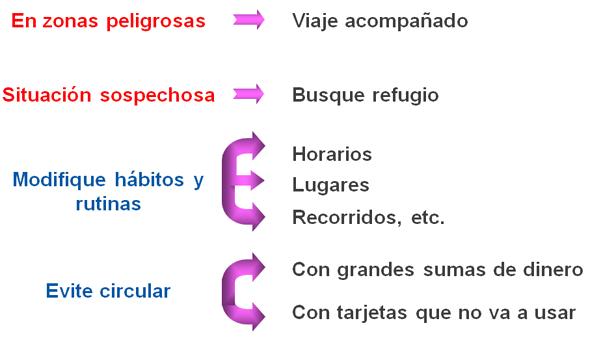 En zonas peligrosas
Viaje acompañado
Situación sospechosa
Busque refugio
Modifique hábitos y
rutinas
Horarios
Lugares
Recorridos, etc.
Evite circular
Con grandes sumas de dinero
Con tarjetas que no va a usar